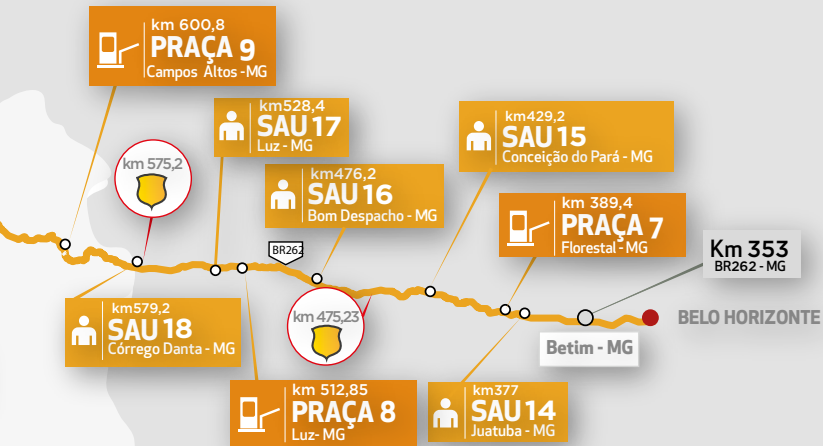 km 600,8
PRAÇA 9
Campos Altos - MG
km528,4
SAU 17
Luz - MG
km429,2
SAU 15
Conceição do Pará - MG
km 575,2
km476,2
SAU 16
Bom Despacho - MG
km 389,4
PRAÇA 7
Florestal - MG
BR262
Km 353
BR262 - MG
km579,2
SAU 18
Córrego Danta - MG
km 475,23
BELO HORIZONTE
Betim - MG
km 512,85
PRAÇA 8
Luz- MG
km377
SAU 14
Juatuba - MG